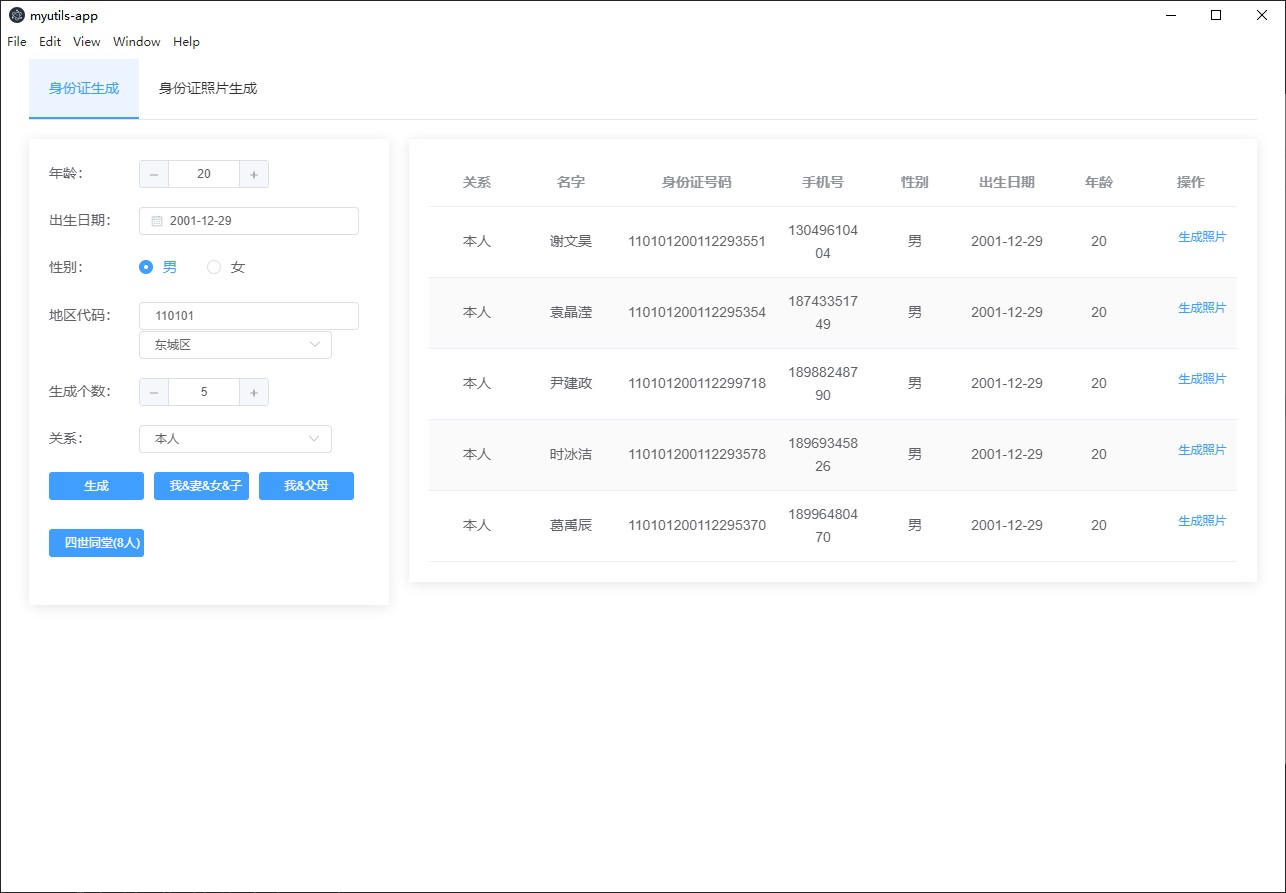 myutils-app
File Edit View Window Help
身份证生成 身份证照片生成
年龄: 20
出生日期: 2001-12-29
性别: 男 女
地区代码: 110101
东城区
生成个数: 5
关系: 本人
生成 我&妻&女&子 我&父母
四世同堂(8人)
关系 名字 身份证号码 手机号 性别 出生日期 年龄 操作
本人 谢文昊 110101200112293551 13049610404 男 2001-12-29 20 生成照片
本人 袁晶滢 110101200112295354 18743351749 男 2001-12-29 20 生成照片
本人 尹建政 110101200112299718 18988248790 男 2001-12-29 20 生成照片
本人 时冰洁 110101200112293578 18969345826 男 2001-12-29 20 生成照片
本人 葛禹辰 110101200112295370 18996480470 男 2001-12-29 20 生成照片